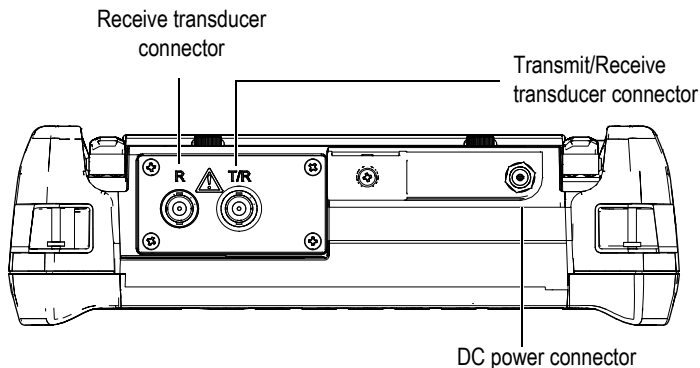 Receive transducer
connector
Transmit/Receive
transducer connector
R
T/R
DC power connector